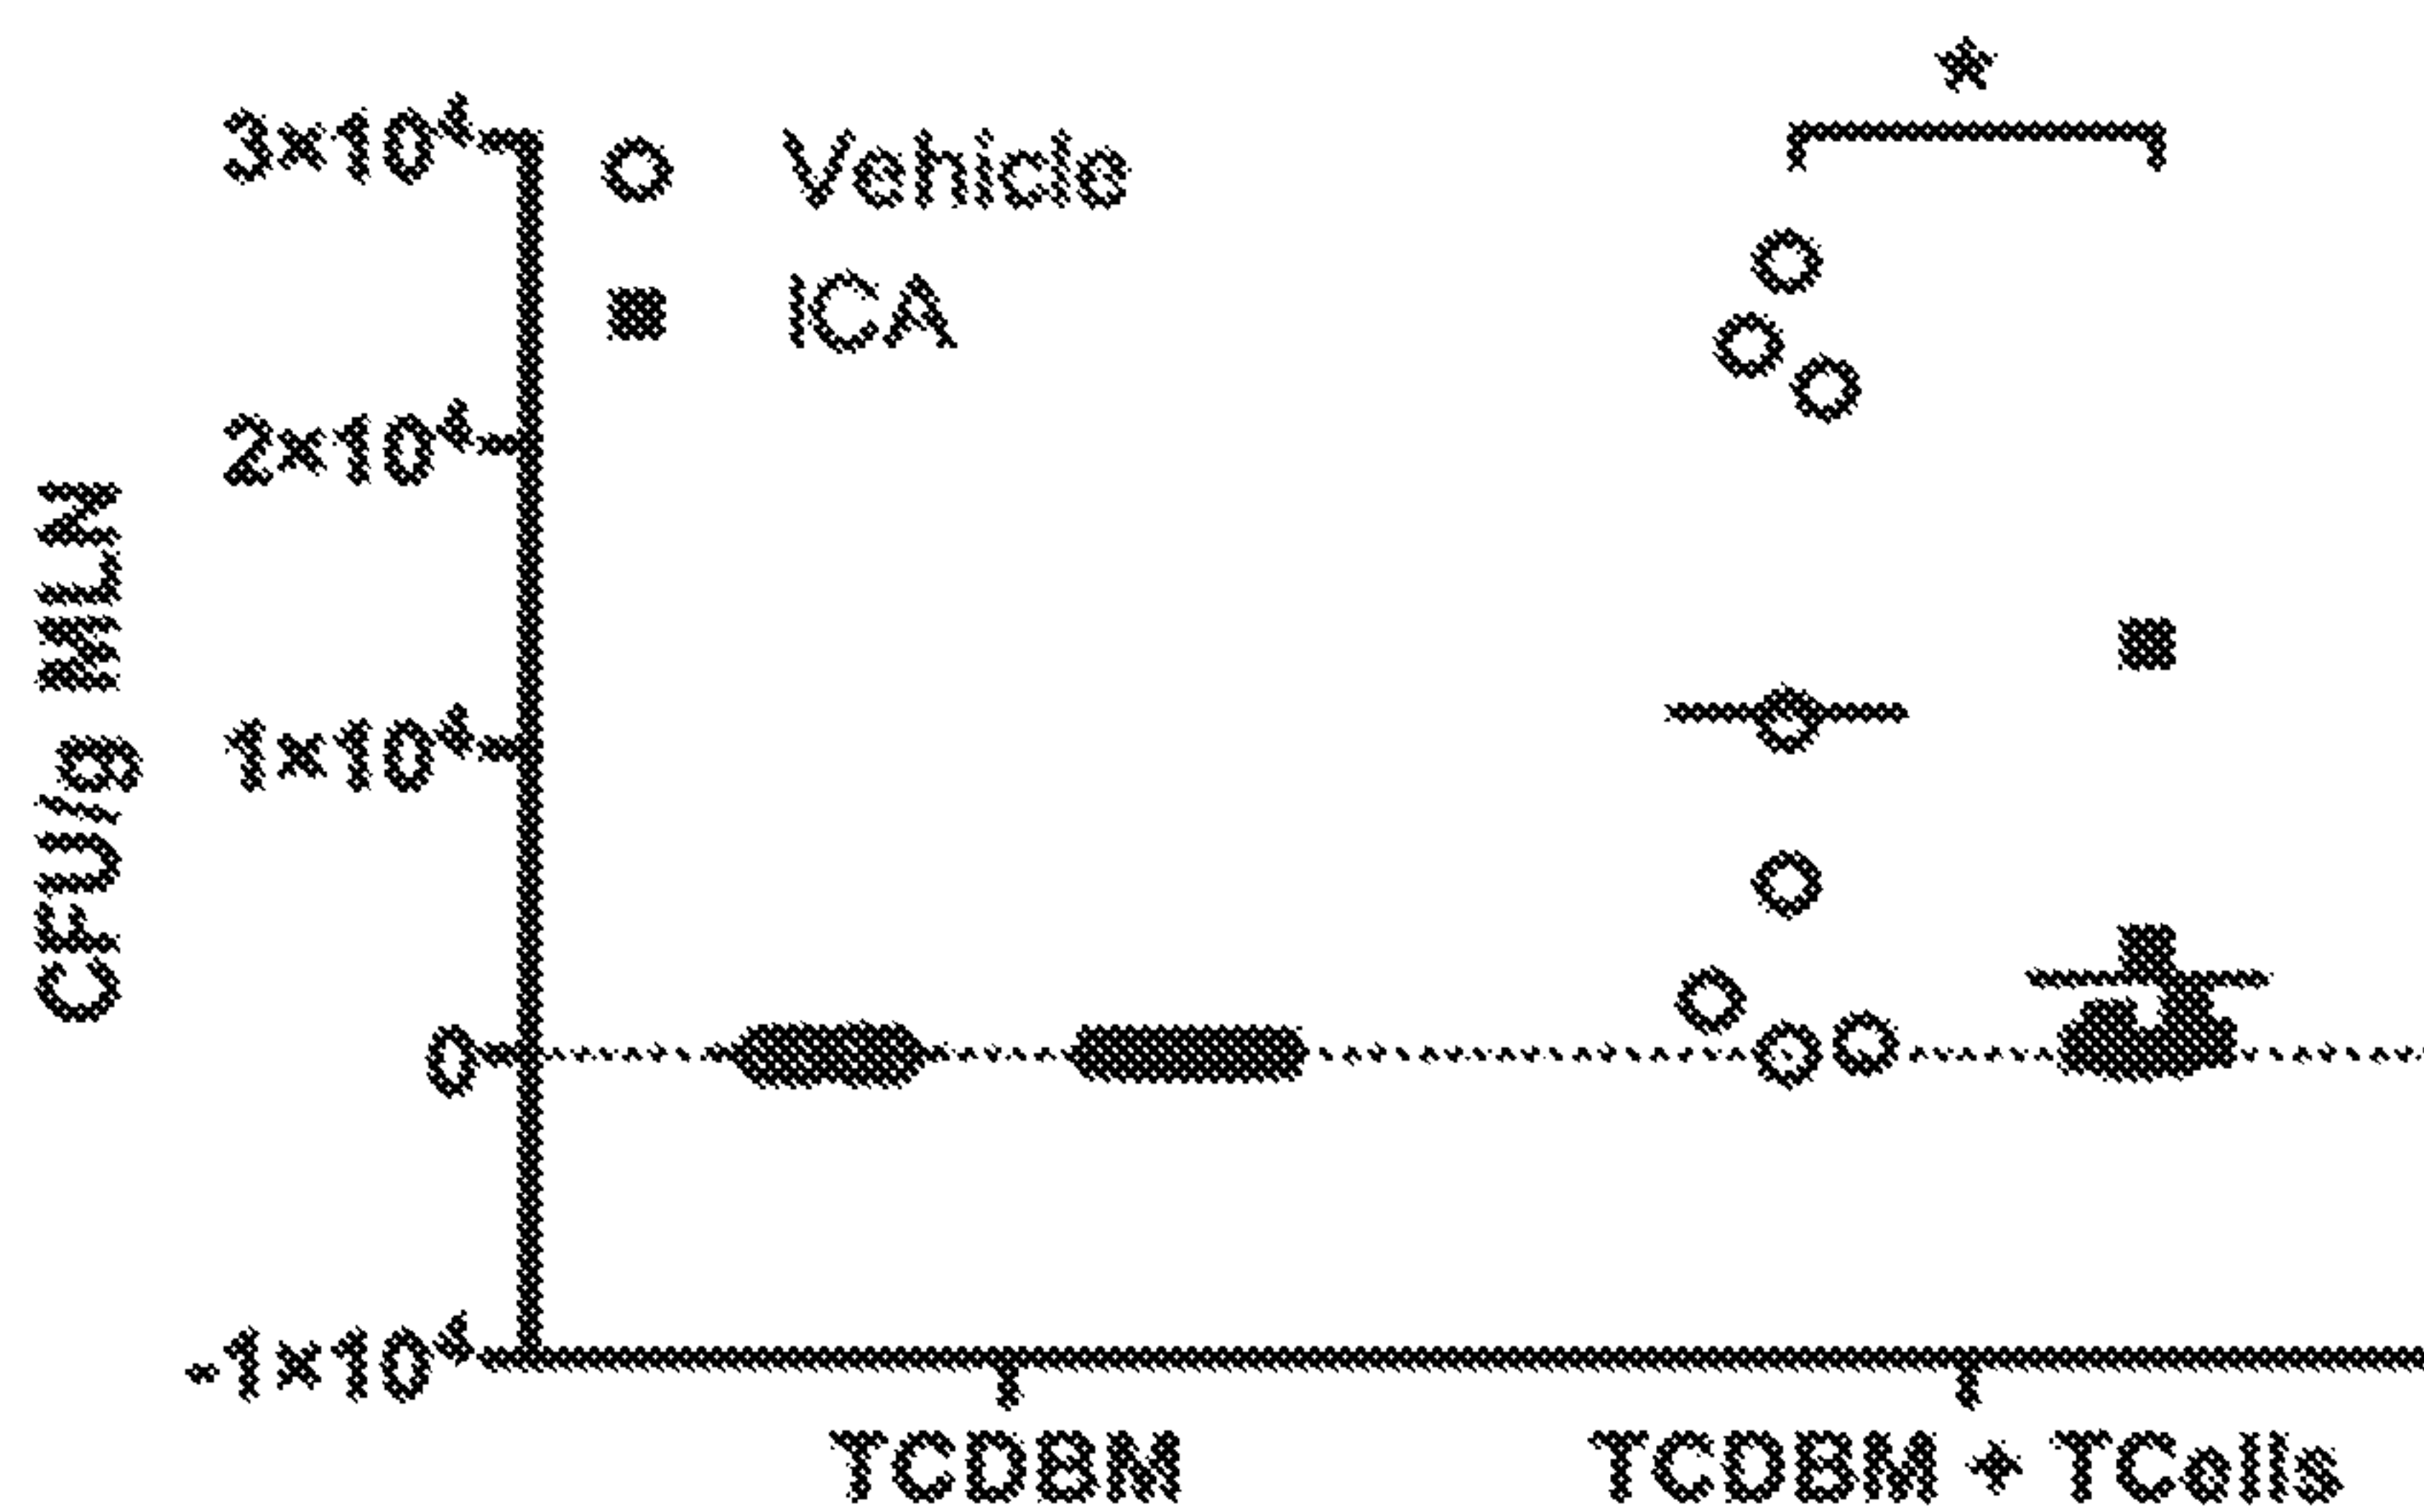 *
3x10⁴
Vehicle
ICA
2x10⁴
CFU/g MLN
1x10⁴
0
-1x10⁴
TCDBM
TCDBM + TCells